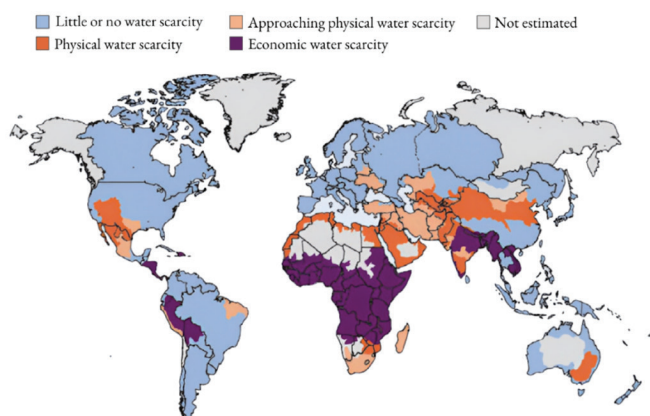 Little or no water scarcity
Approaching physical water scarcity
Not estimated
Physical water scarcity
Economic water scarcity